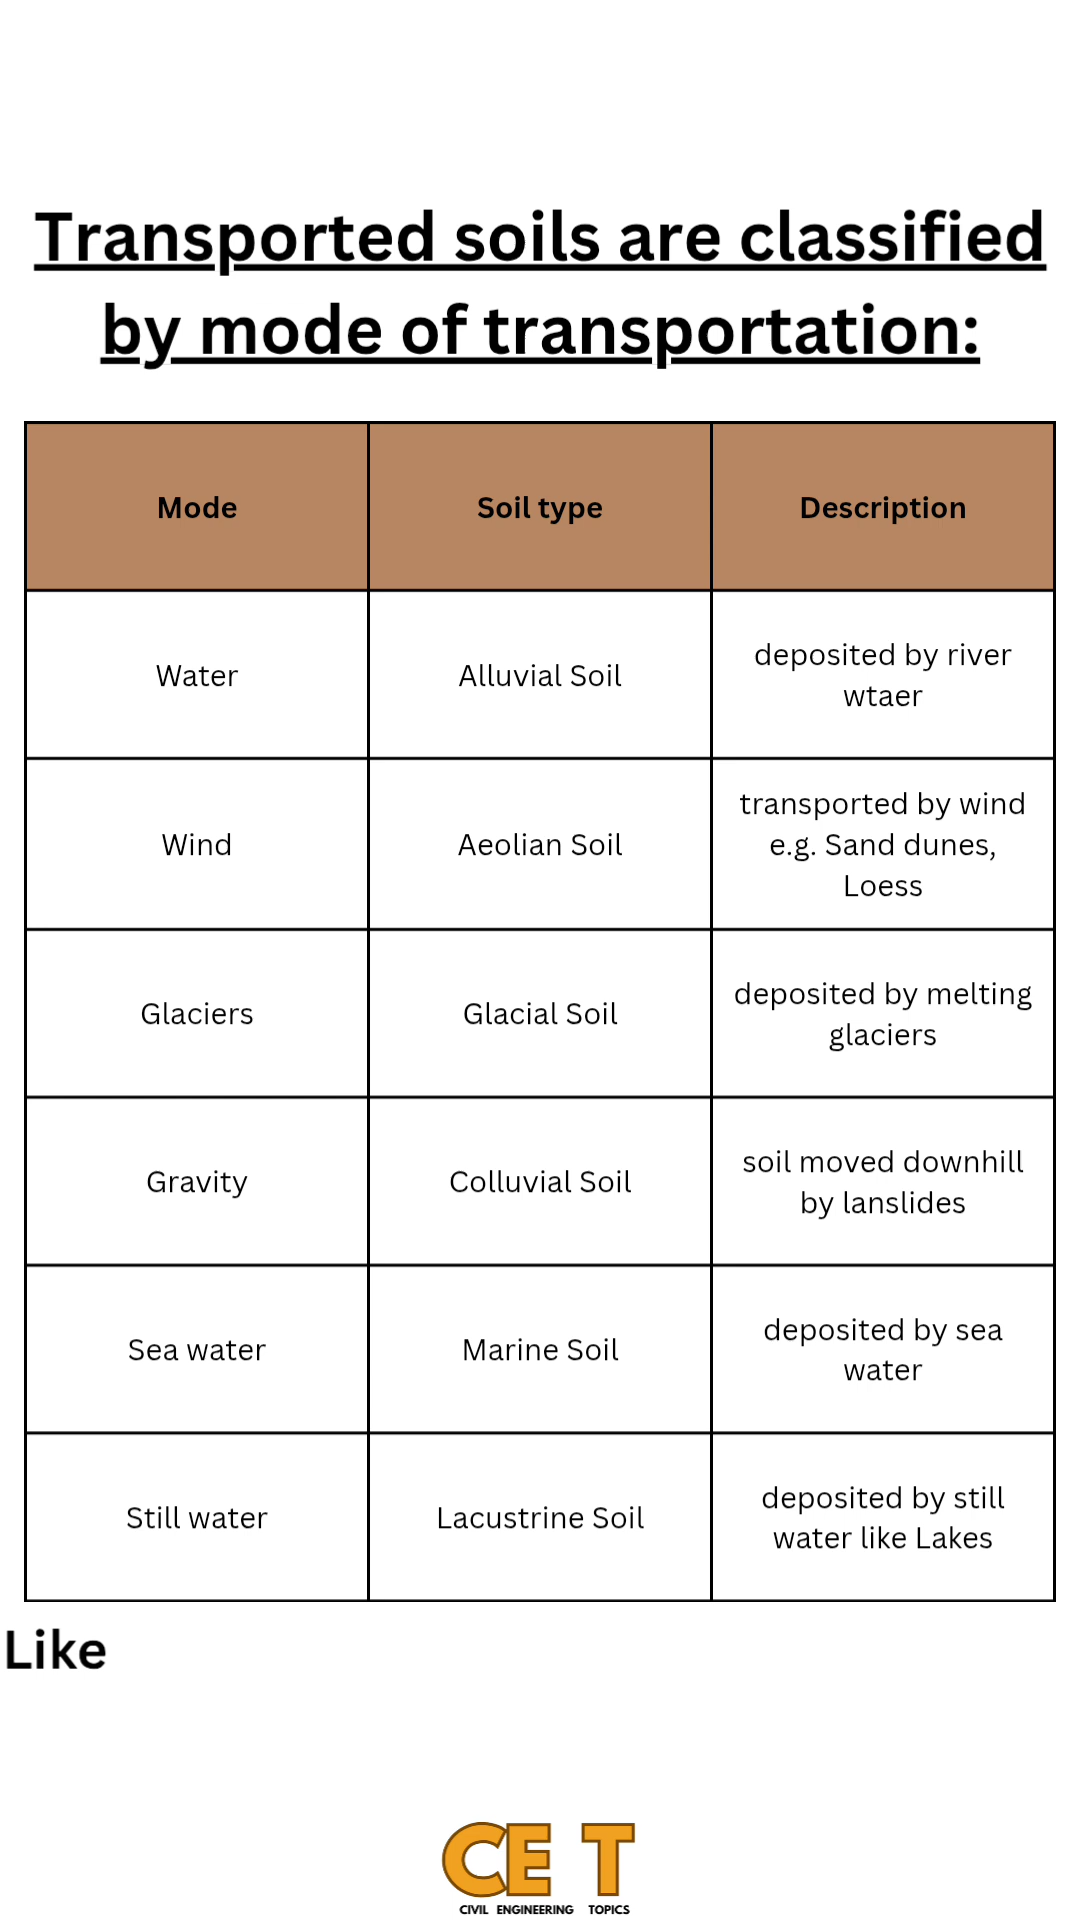 Transported soils are classified
by mode of transportation:
Mode
Soil type
Description
Water
Alluvial Soil
deposited by river
wtaer
Wind
Aeolian Soil
transported by wind
e.g. Sand dunes,
Loess
Glaciers
Glacial Soil
deposited by melting
glaciers
Gravity
Colluvial Soil
soil moved downhill
by lanslides
Sea water
Marine Soil
deposited by sea
water
Still water
Lacustrine Soil
deposited by still
water like Lakes
Like
CE T
CIVIL ENGINEERING TOPICS